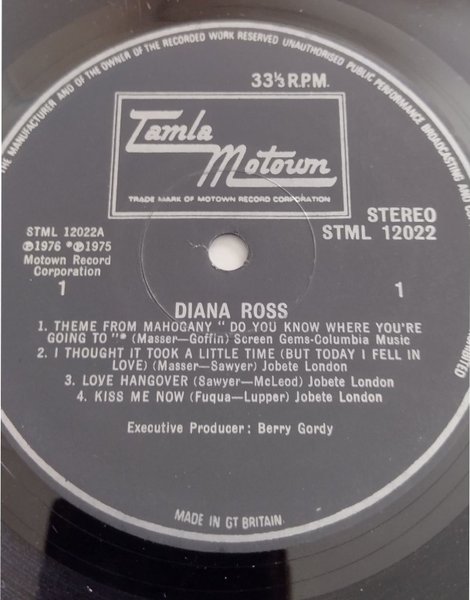 THE MANUFACTURER AND OF THE OWNER OF THE RECORDED WORK RESERVED UNAUTHORISED PUBLIC PERFORMANCE BROADCASTING AND
33⅓ R.P.M.
Tamla
Motown
TRADE MARK OF MOTOWN RECORD CORPORATION
STML 12022A
℗1976 *℗1975
Motown Record
Corporation
1
STEREO
STML 12022
1
DIANA ROSS
1. THEME FROM MAHOGANY "DO YOU KNOW WHERE YOU'RE
GOING TO"* (Masser—Goffin) Screen Gems-Columbia Music
2. I THOUGHT IT TOOK A LITTLE TIME (BUT TODAY I FELL IN
LOVE) (Masser—Sawyer) Jobete London
3. LOVE HANGOVER (Sawyer—McLeod) Jobete London
4. KISS ME NOW (Fuqua—Lupper) Jobete London
Executive Producer: Berry Gordy
MADE IN GT BRITAIN